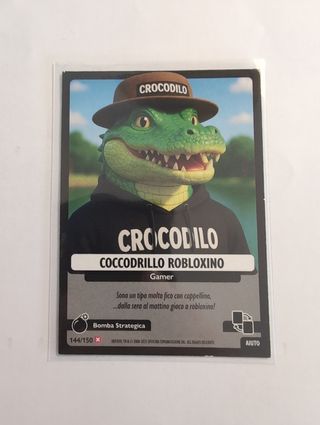 CROCODILO
CROCODILO
COCCODRILLO ROBLOXINO
Gamer
Sono un tipo molto fico con cappellino,
...dalla sera al mattino gioco a robloxino!
Bomba Strategica
AIUTO
144/150